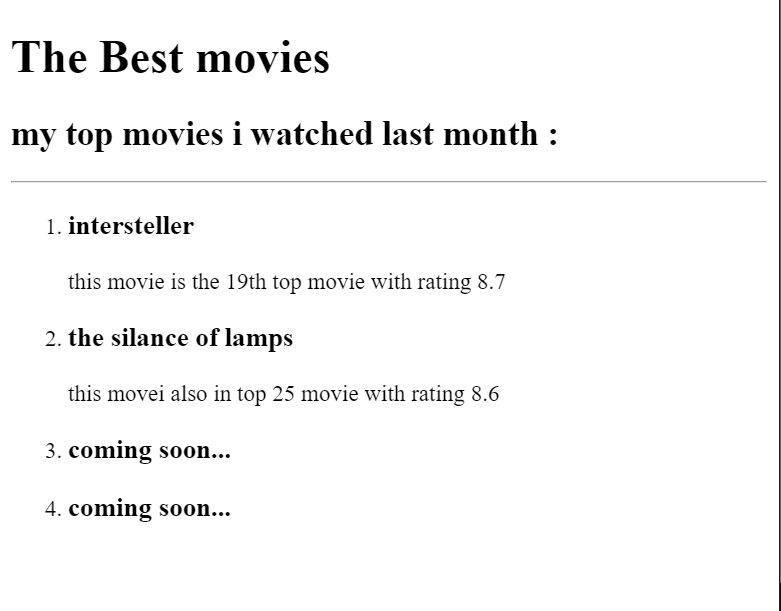 The Best movies
my top movies i watched last month :
1. intersteller
this movie is the 19th top movie with rating 8.7
2. the silance of lamps
this movei also in top 25 movie with rating 8.6
3. coming soon...
4. coming soon...